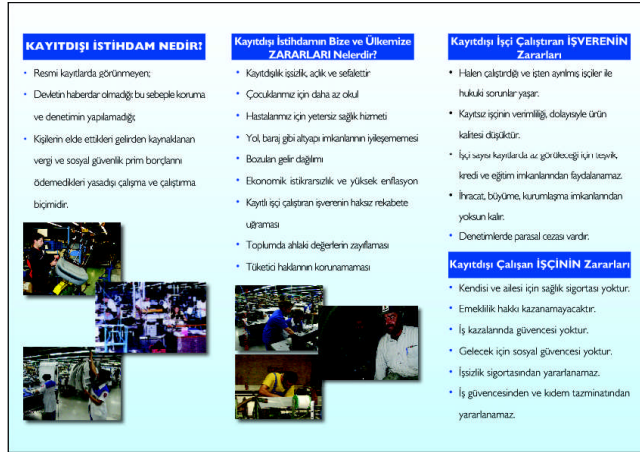 KAYITDIŞI İSTİHDAM NEDİR?
• Resmi kayıtlarda görünmeyen;
• Devletin haberdar olmadığı; bu sebeple koruma
ve denetimin yapılamadığı;
• Kişilerin elde ettikleri gelirden kaynaklanan
vergi ve sosyal güvenlik prim borçlarını
ödemedikleri yasadışı çalışma ve çalıştırma
biçimidir.
Kayıtdışı İstihdamın Bize ve Ülkemize
ZARARLARI Nelerdir?
• Kayıtdışılık işsizlik, açlık ve sefalettir
• Çocuklarımız için daha az okul
• Hastalarımız için yetersiz sağlık hizmeti
• Yol, baraj gibi altyapı imkanlarının iyileşememesi
• Bozulan gelir dağılımı
• Ekonomik istikrarsızlık ve yüksek enflasyon
• Kayıtlı işçi çalıştıran işverenin haksız rekabete
uğraması
• Toplumda ahlaki değerlerin zayıflaması
• Tüketici haklarının korunamaması
Kayıtdışı İşçi Çalıştıran İŞVERENİN
Zararları
• Halen çalıştırdığı ve işten ayrılmış işçiler ile
hukuki sorunlar yaşar.
• Kayıtsız işçinin verimliliği, dolayısiyle ürün
kalitesi düşüktür.
• İşçi sayısı kayıtlarda az görüleceği için teşvik,
kredi ve eğitim imkanlarından faydalanamaz.
• İhracat, büyüme, kurumlaşma imkanlarından
yoksun kalır.
• Denetimlerde parasal cezası vardır.
Kayıtdışı Çalışan İŞÇİNİN Zararları
• Kendisi ve ailesi için sağlık sigortası yoktur.
• Emeklilik hakkı kazanamayacaktır.
• İş kazalarında güvencesi yoktur.
• Gelecek için sosyal güvencesi yoktur.
• İşsizlik sigortasından yararlanamaz.
• İş güvencesinden ve kıdem tazminatından
yararlanamaz.